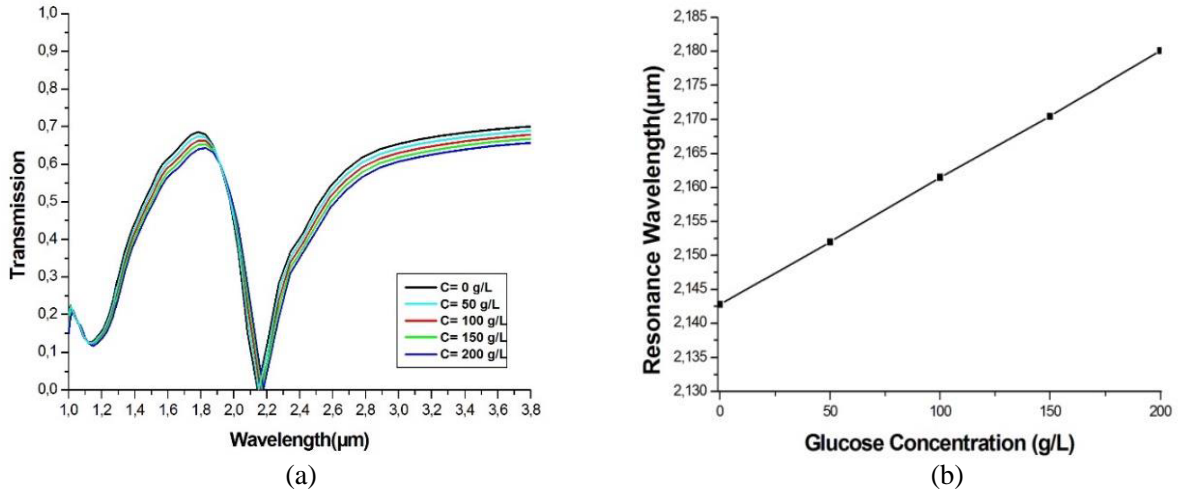 1,0
0,9
0,8
0,7
0,6
0,5
0,4
0,3
0,2
0,1
0,0
Transmission
C= 0 g/L
C= 50 g/L
C= 100 g/L
C= 150 g/L
C= 200 g/L
1,0 1,2 1,4 1,6 1,8 2,0 2,2 2,4 2,6 2,8 3,0 3,2 3,4 3,6 3,8
Wavelength(µm)
(a)
2,185
2,180
2,175
2,170
2,165
2,160
2,155
2,150
2,145
2,140
2,135
2,130
Resonance Wavelength(µm)
0 50 100 150 200
Glucose Concentration (g/L)
(b)